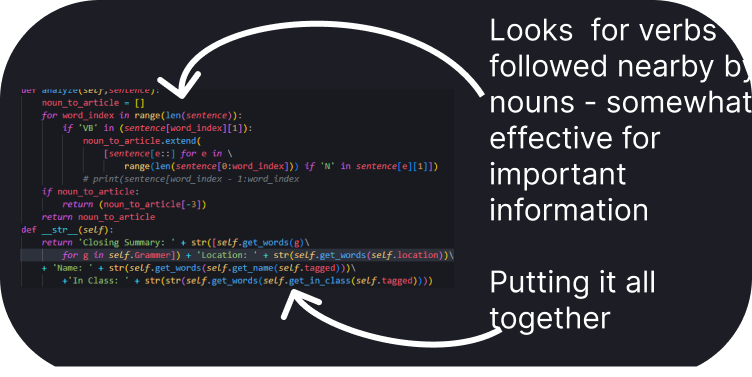 def analyze(self,sentence):
noun_to_article = []
for word_index in range(len(sentence)):
if 'VB' in (sentence[word_index][1]):
noun_to_article.extend(
[sentence[e::] for e in \
range(len(sentence[0:word_index])) if 'N' in sentence[e][1]])
# print(sentence[word_index - 1:word_index
if noun_to_article:
return (noun_to_article[-3])
return noun_to_article
def __str__(self):
return 'Closing Summary: ' + str([self.get_words(g)\
for g in self.Grammer]) + 'Location: ' + str(self.get_words(self.location))\
+ 'Name: ' + str(self.get_words(self.get_name(self.tagged)))\
+'In Class: ' + str(str(self.get_words(self.get_in_class(self.tagged))))
Looks for verbs
followed nearby by
nouns - somewhat
effective for
important
information
Putting it all
together